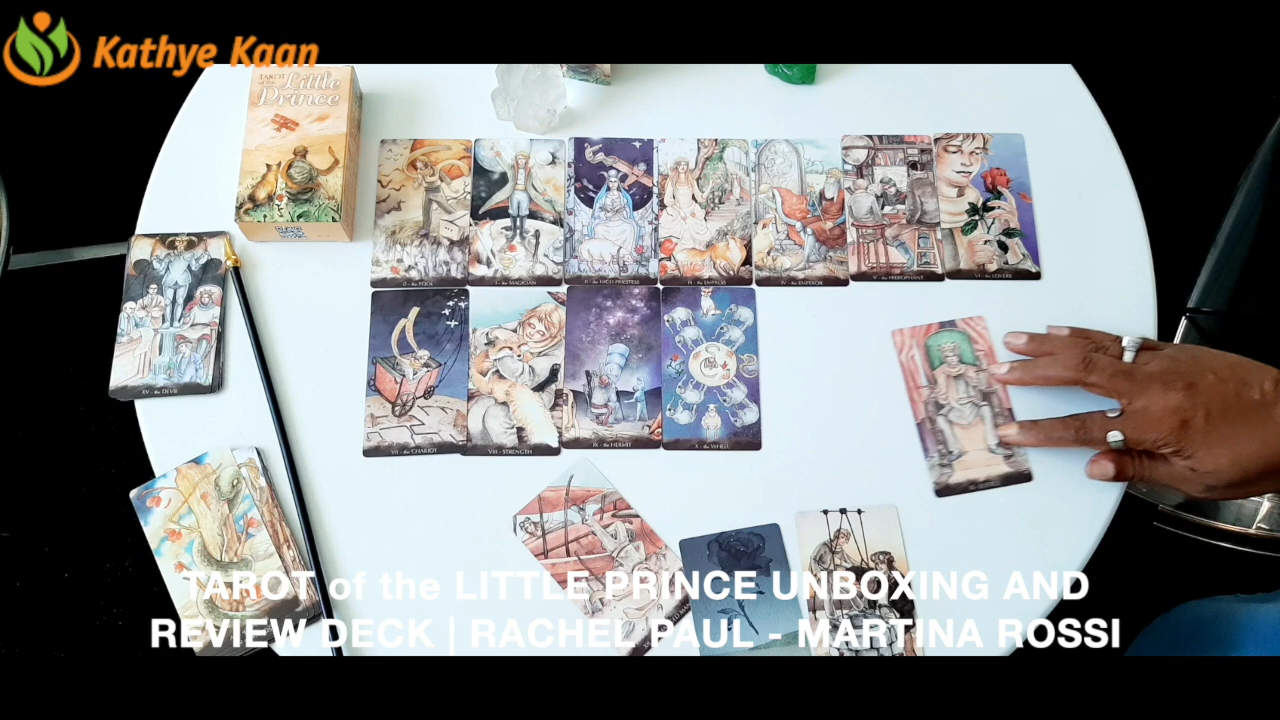 Kathye Kaan
TAROT
of the Little
Prince
0 - the FOOL
I - the MAGICIAN
II - the HIGH PRIESTESS
III - the EMPRESS
IV - the EMPEROR
V - the HIEROPHANT
VI - the LOVERS
VII - the CHARIOT
VIII - STRENGTH
IX - the HERMIT
X - the WHEEL
XV - the DEVIL
TAROT of the LITTLE PRINCE UNBOXING AND
REVIEW DECK | RACHEL PAUL - MARTINA ROSSI